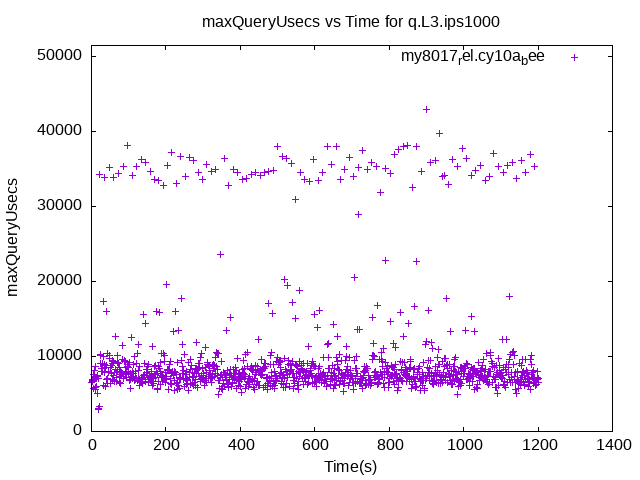 maxQueryUsecs vs Time for q.L3.ips1000
my8017rel.cy10abee
50000
40000
30000
20000
10000
0
maxQueryUsecs
0 200 400 600 800 1000 1200 1400
Time(s)